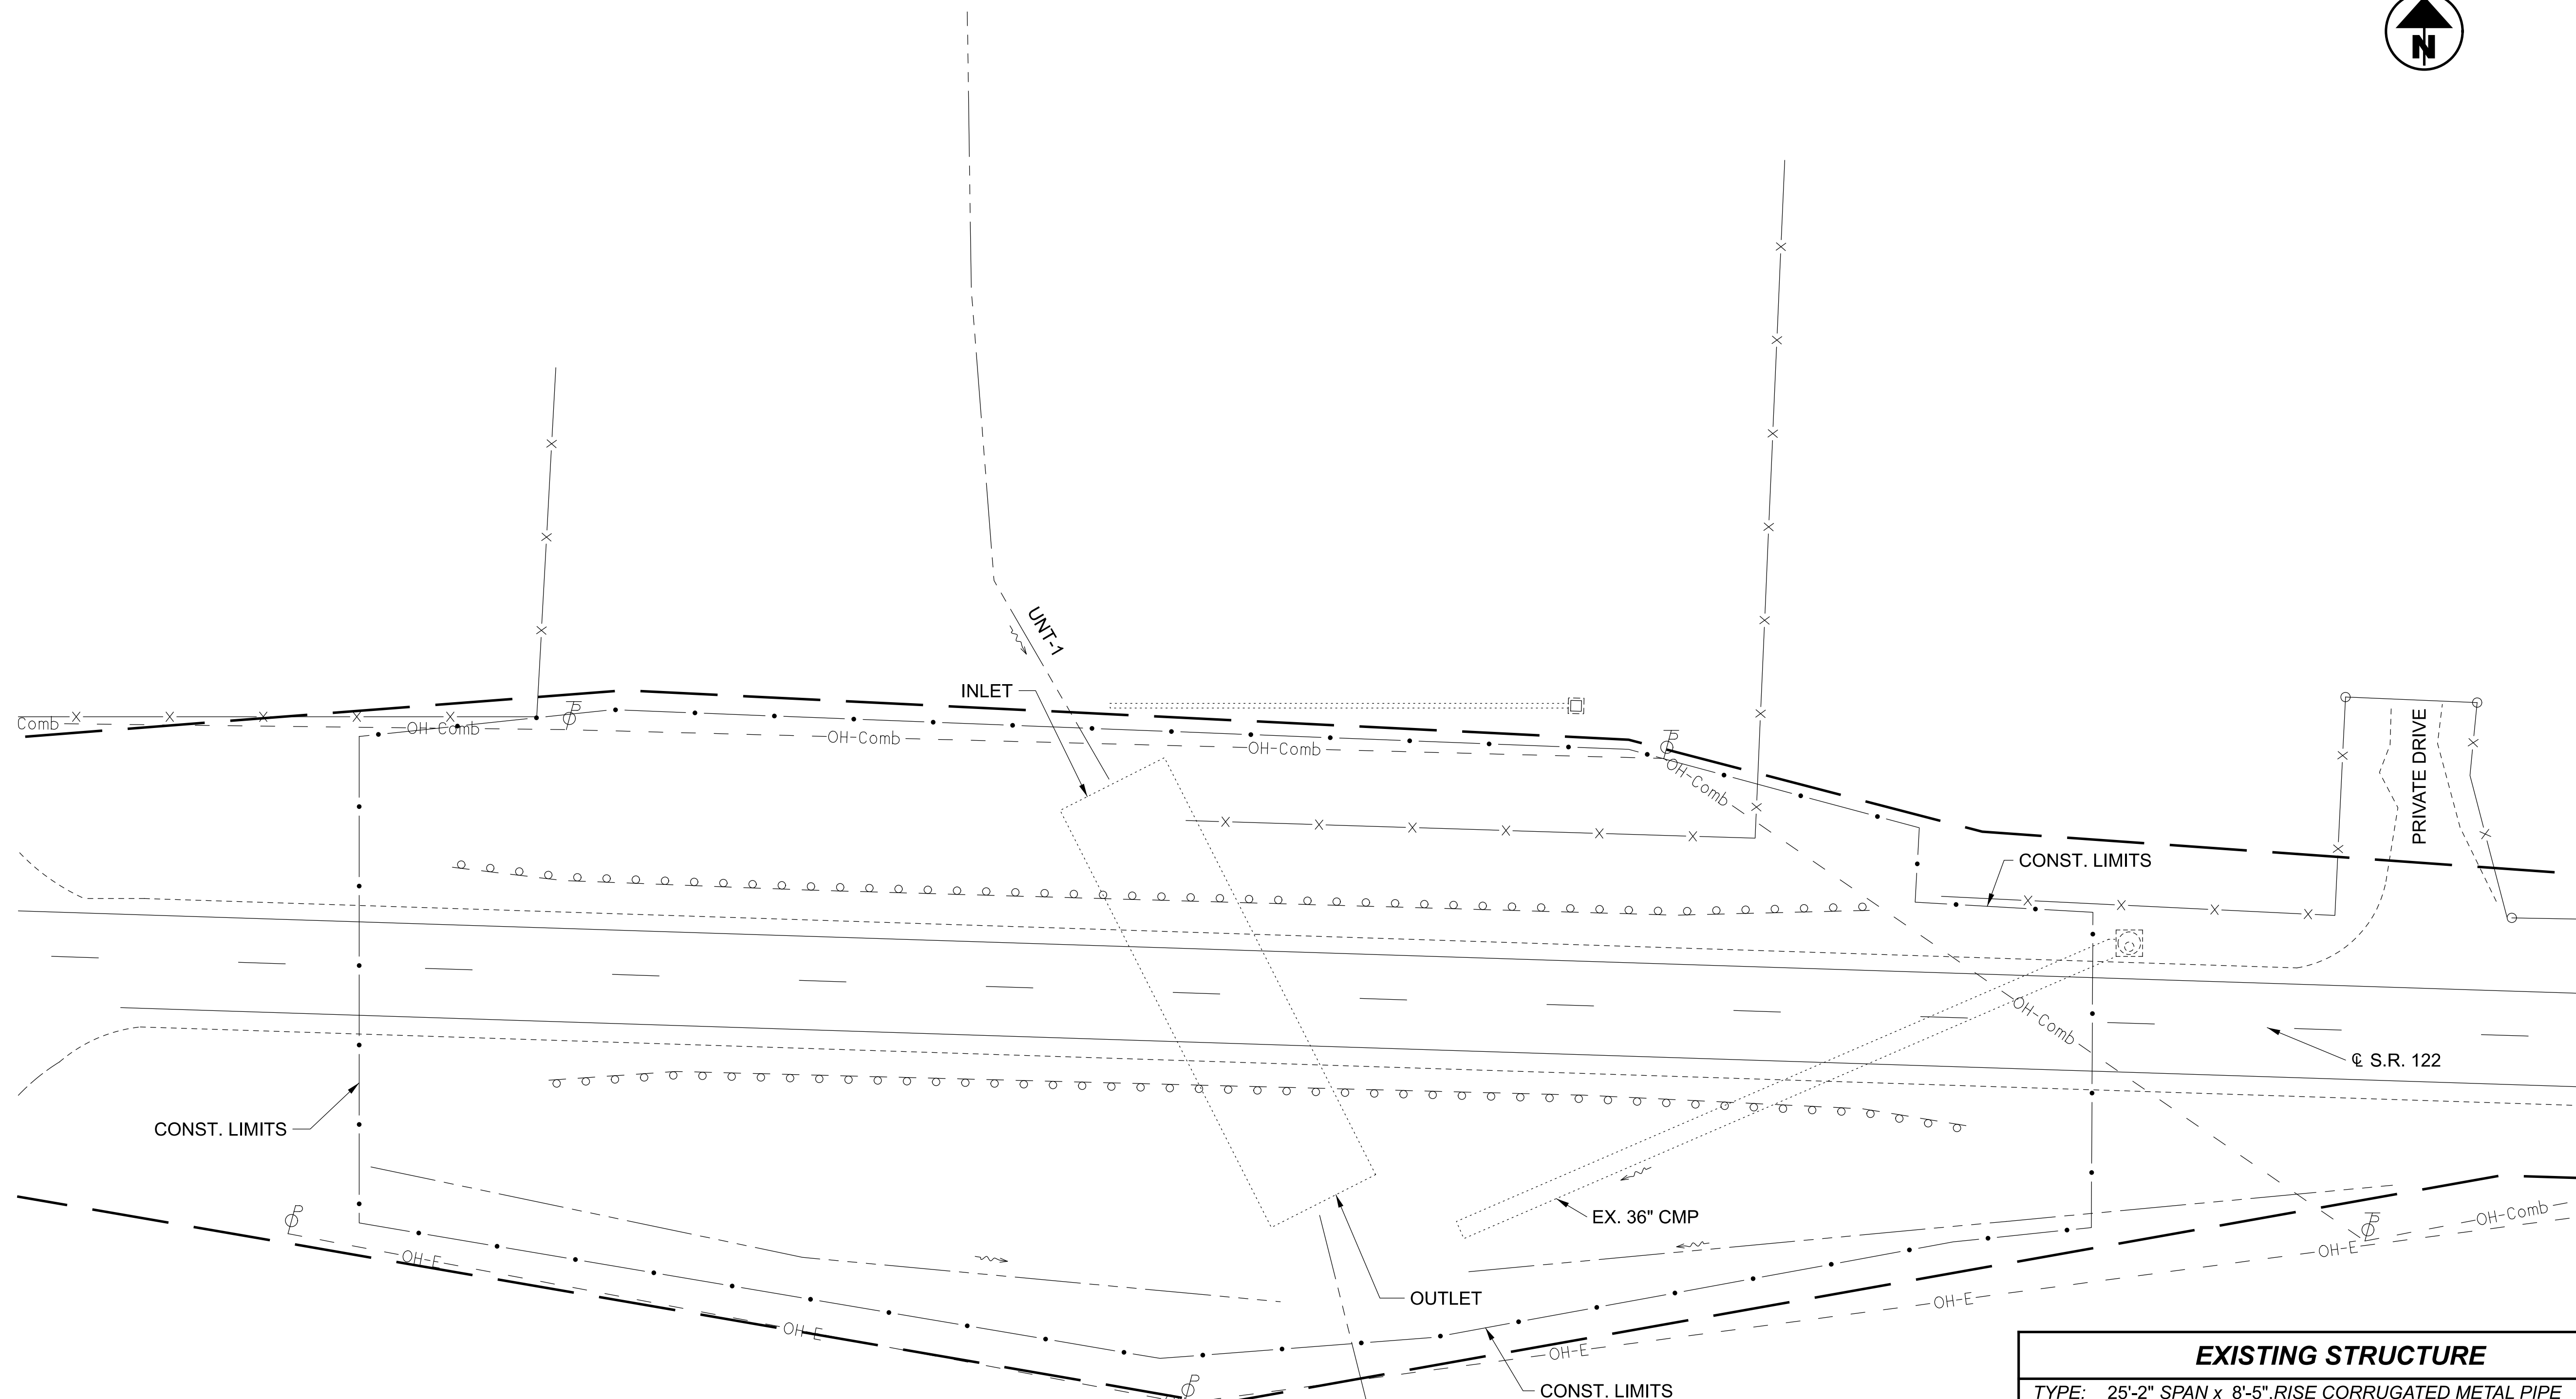 N
UNT-1
INLET
Comb
OH-Comb
OH-Comb
OH-Comb
OH-Comb
PRIVATE DRIVE
CONST. LIMITS
OH-Comb
℄ S.R. 122
CONST. LIMITS
EX. 36" CMP
OH-Comb
OH-E
OH-E
OUTLET
OH-E
OH-E
OH-E
CONST. LIMITS
EXISTING STRUCTURE
TYPE: 25'-2" SPAN x 8'-5".RISE CORRUGATED METAL PIPE